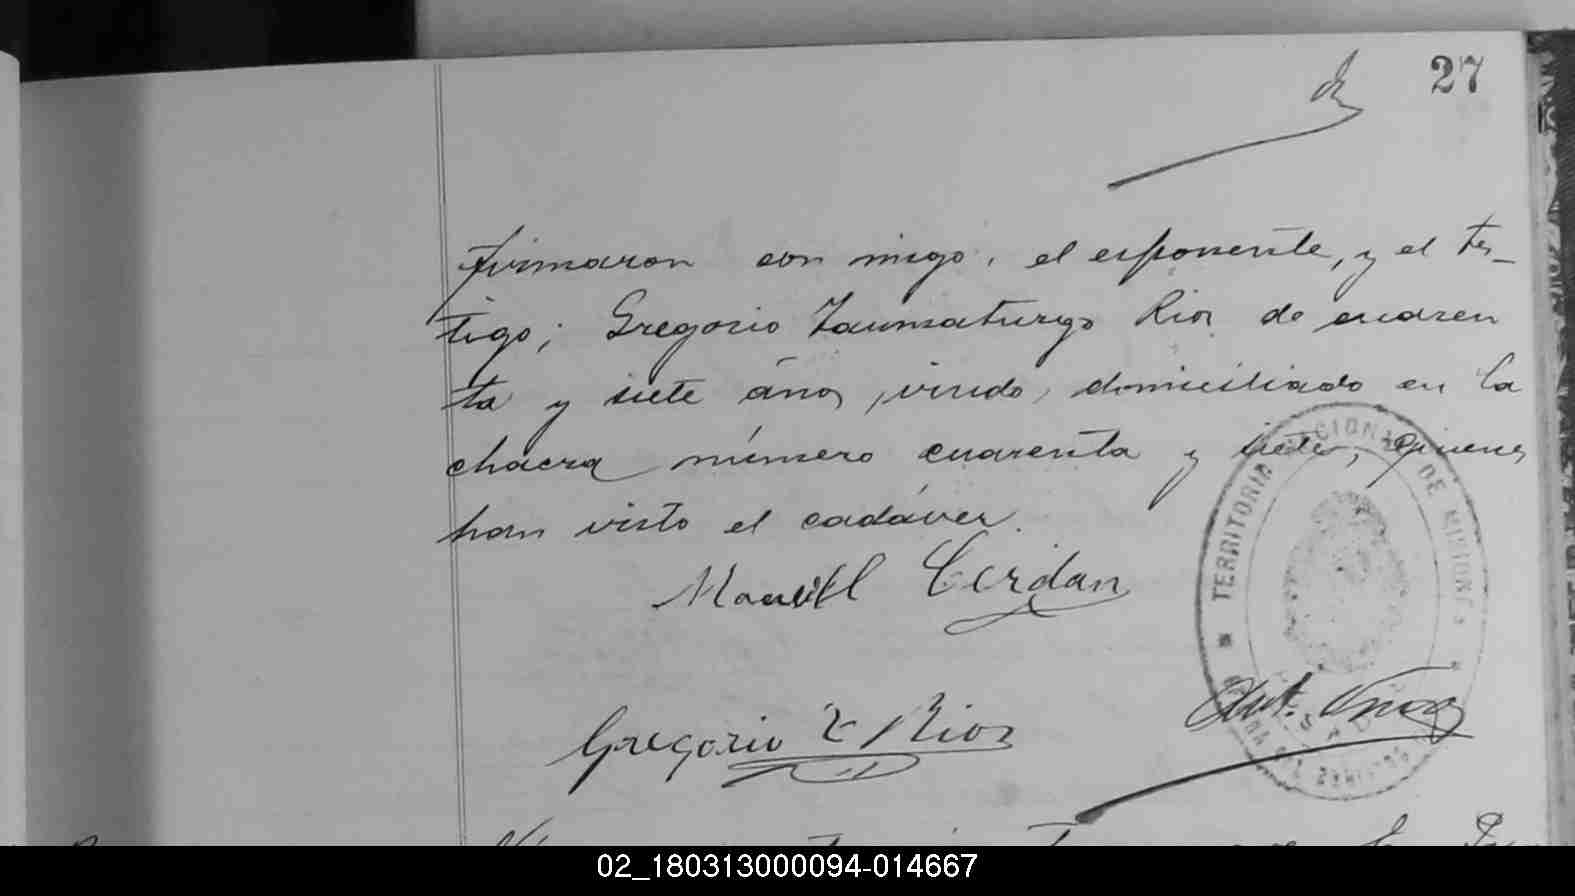 27
firmaron con migo, el esponente, y el tes_
tigo; Gregorio Taumaturgo Rios de cuaren
ta y siete años, viudo, domiciliado en la
chacra número cuarenta y siete, quienes
han visto el cadáver.
Manuel Cerdan
TERRITORIO NACIONAL DE MISIONES
Gregorio T Rios
Ant.
02_180313000094-014667